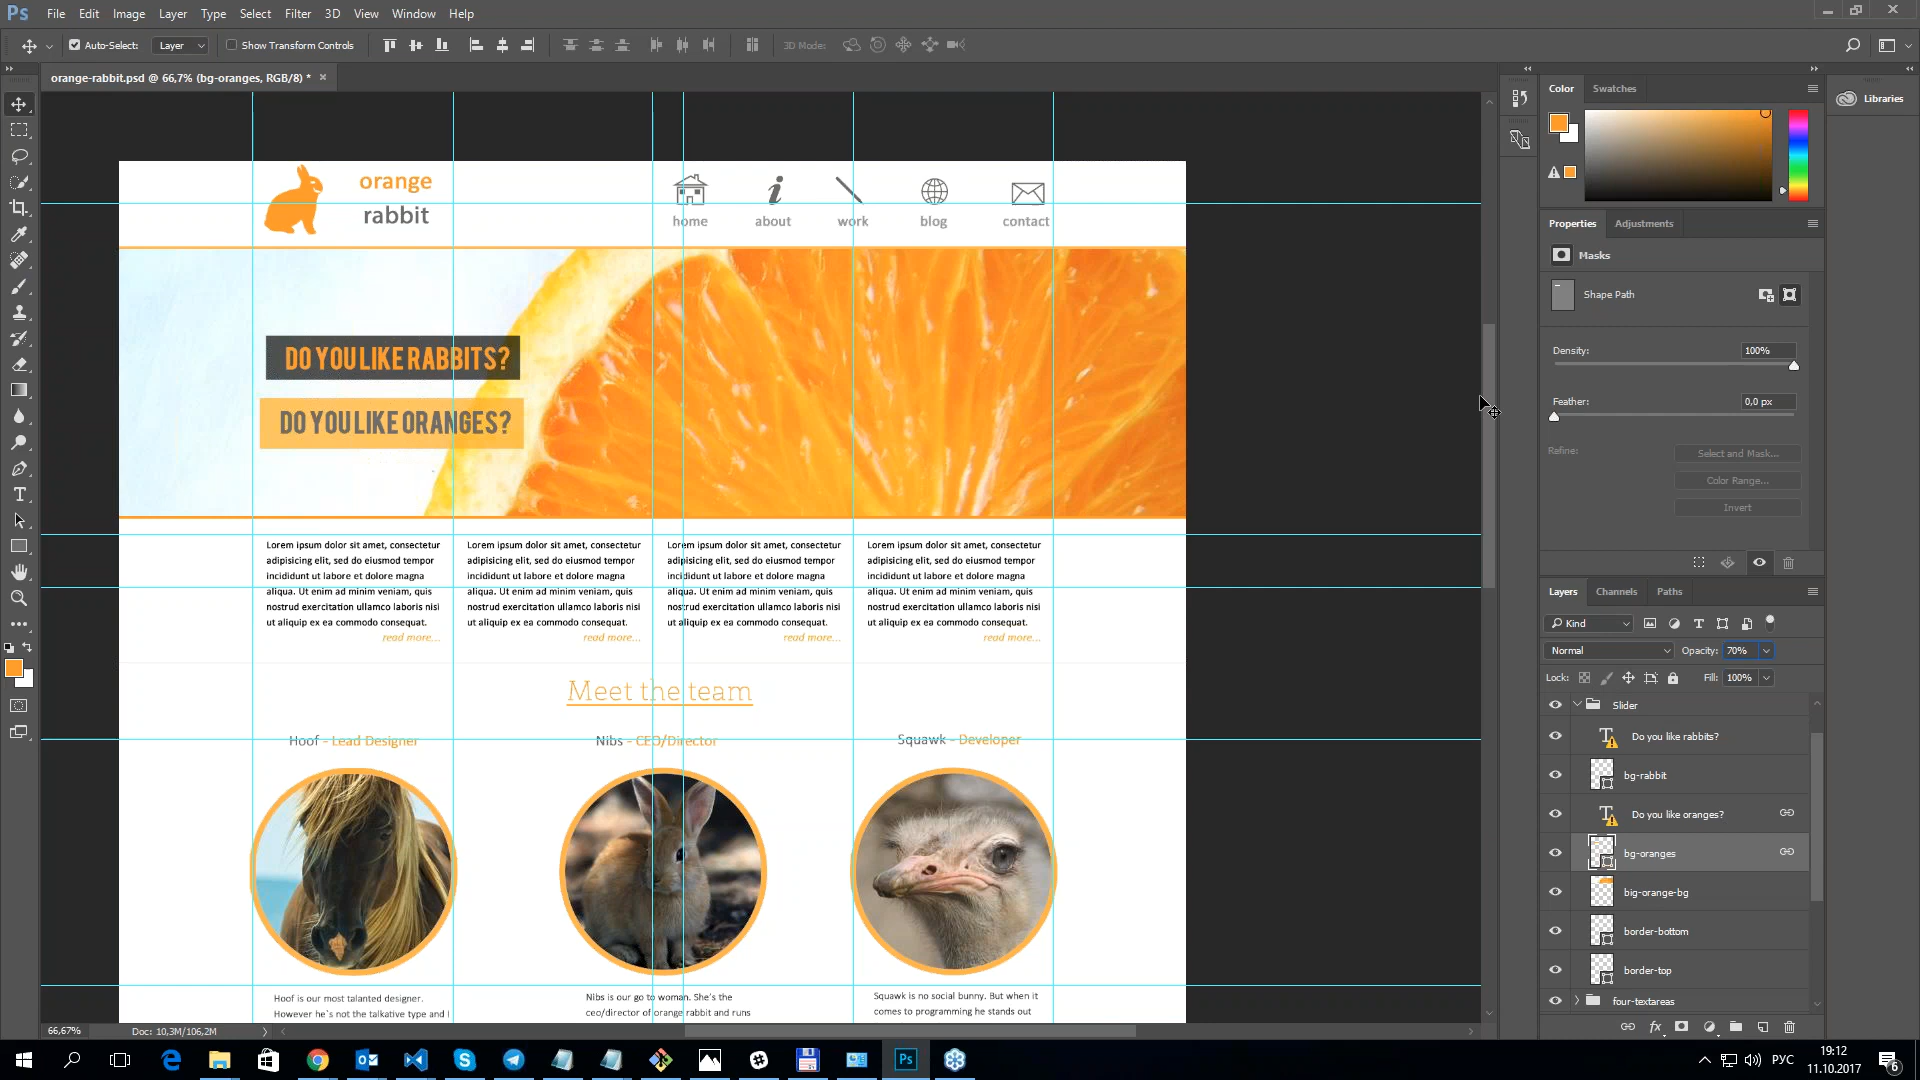 Ps File Edit Image Layer Type Select Filter 3D View Window Help
Auto-Select: Layer Show Transform Controls 3D Mode:
orange-rabbit.psd @ 66,7% (bg-oranges, RGB/8) *
orange
rabbit
home about work blog contact
DO YOU LIKE RABBITS?
DO YOU LIKE ORANGES?
Lorem ipsum dolor sit amet, consectetur
adipisicing elit, sed do eiusmod tempor
incididunt ut labore et dolore magna
aliqua. Ut enim ad minim veniam, quis
nostrud exercitation ullamco laboris nisi
ut aliquip ex ea commodo consequat.
read more...
Lorem ipsum dolor sit amet, consectetur
adipisicing elit, sed do eiusmod tempor
incididunt ut labore et dolore magna
aliqua. Ut enim ad minim veniam, quis
nostrud exercitation ullamco laboris nisi
ut aliquip ex ea commodo consequat.
read more...
Lorem ipsum dolor sit amet, consectetur
adipisicing elit, sed do eiusmod tempor
incididunt ut labore et dolore magna
aliqua. Ut enim ad minim veniam, quis
nostrud exercitation ullamco laboris nisi
ut aliquip ex ea commodo consequat.
read more...
Lorem ipsum dolor sit amet, consectetur
adipisicing elit, sed do eiusmod tempor
incididunt ut labore et dolore magna
aliqua. Ut enim ad minim veniam, quis
nostrud exercitation ullamco laboris nisi
ut aliquip ex ea commodo consequat.
read more...
Meet the team
Hoof - Lead Designer
Nibs - CEO/Director
Squawk - Developer
Hoof is our most talanted designer.
However he`s not the talkative type and I
Nibs is our go to woman. She's the
ceo/director of orange rabbit and runs
Squawk is no social bunny. But when it
comes to programming he stands out
66,67% Doc: 10,3M/106,2M
Color Swatches
Libraries
Properties Adjustments
Masks
Shape Path
Density: 100%
Feather: 0,0 px
Refine: Select and Mask...
Color Range...
Invert
Layers Channels Paths
Kind
Normal Opacity: 70%
Lock: Fill: 100%
Slider
Do you like rabbits?
bg-rabbit
Do you like oranges?
bg-oranges
big-orange-bg
border-bottom
border-top
four-textareas
fx
Ps
РУС
19:12
11.10.2017
6